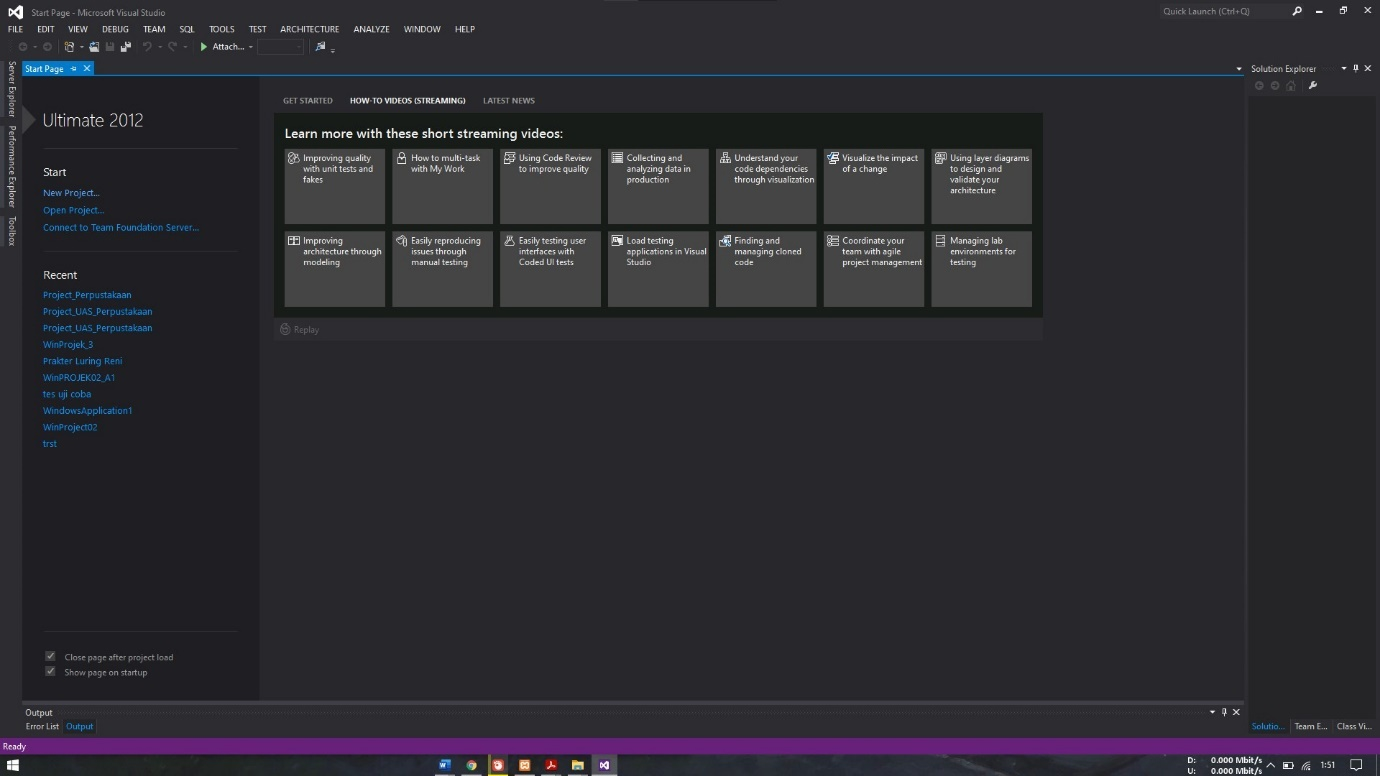 Start Page - Microsoft Visual Studio
Quick Launch (Ctrl+Q)
FILE EDIT VIEW DEBUG TEAM SQL TOOLS TEST ARCHITECTURE ANALYZE WINDOW HELP
Attach...
Start Page
Solution Explorer
Server Explorer
Performance Explorer
Toolbox
Ultimate 2012
Start
New Project...
Open Project...
Connect to Team Foundation Server...
Recent
Project_Perpustakaan
Project_UAS_Perpustakaan
Project_UAS_Perpustakaan
WinProjek_3
Prakter Luring Reni
WinPROJEK02_A1
tes uji coba
WindowsApplication1
WinProject02
trst
Close page after project load
Show page on startup
GET STARTED HOW-TO VIDEOS (STREAMING) LATEST NEWS
Learn more with these short streaming videos:
Improving quality
with unit tests and
fakes
How to multi-task
with My Work
Using Code Review
to improve quality
Collecting and
analyzing data in
production
Understand your
code dependencies
through visualization
Visualize the impact
of a change
Using layer diagrams
to design and
validate your
architecture
Improving
architecture through
modeling
Easily reproducing
issues through
manual testing
Easily testing user
interfaces with
Coded UI tests
Load testing
applications in Visual
Studio
Finding and
managing cloned
code
Coordinate your
team with agile
project management
Managing lab
environments for
testing
Replay
Output
Error List Output
Solutio... Team E... Class Vi...
Ready
D: 0.000 Mbit/s
U: 0.000 Mbit/s
1:51